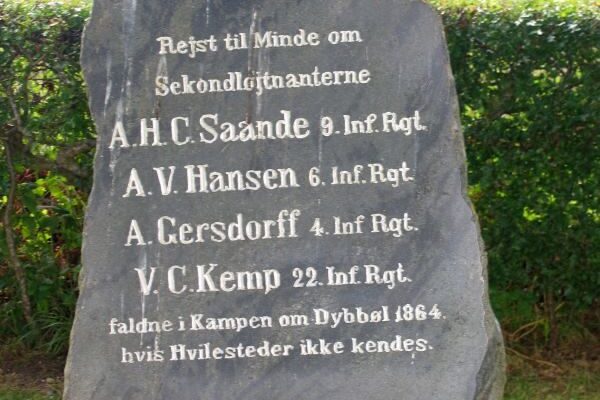 Rejst til Minde om
Sekondløjtnanterne
A.H.C. Saande 9. Inf. Rgt.
A.V. Hansen 6. Inf. Rgt.
A. Gersdorff 4. Inf Rgt.
V. C. Kemp 22. Inf. Rgt.
faldne i Kampen om Dybbøl 1864.
hvis Hvilesteder ikke kendes.